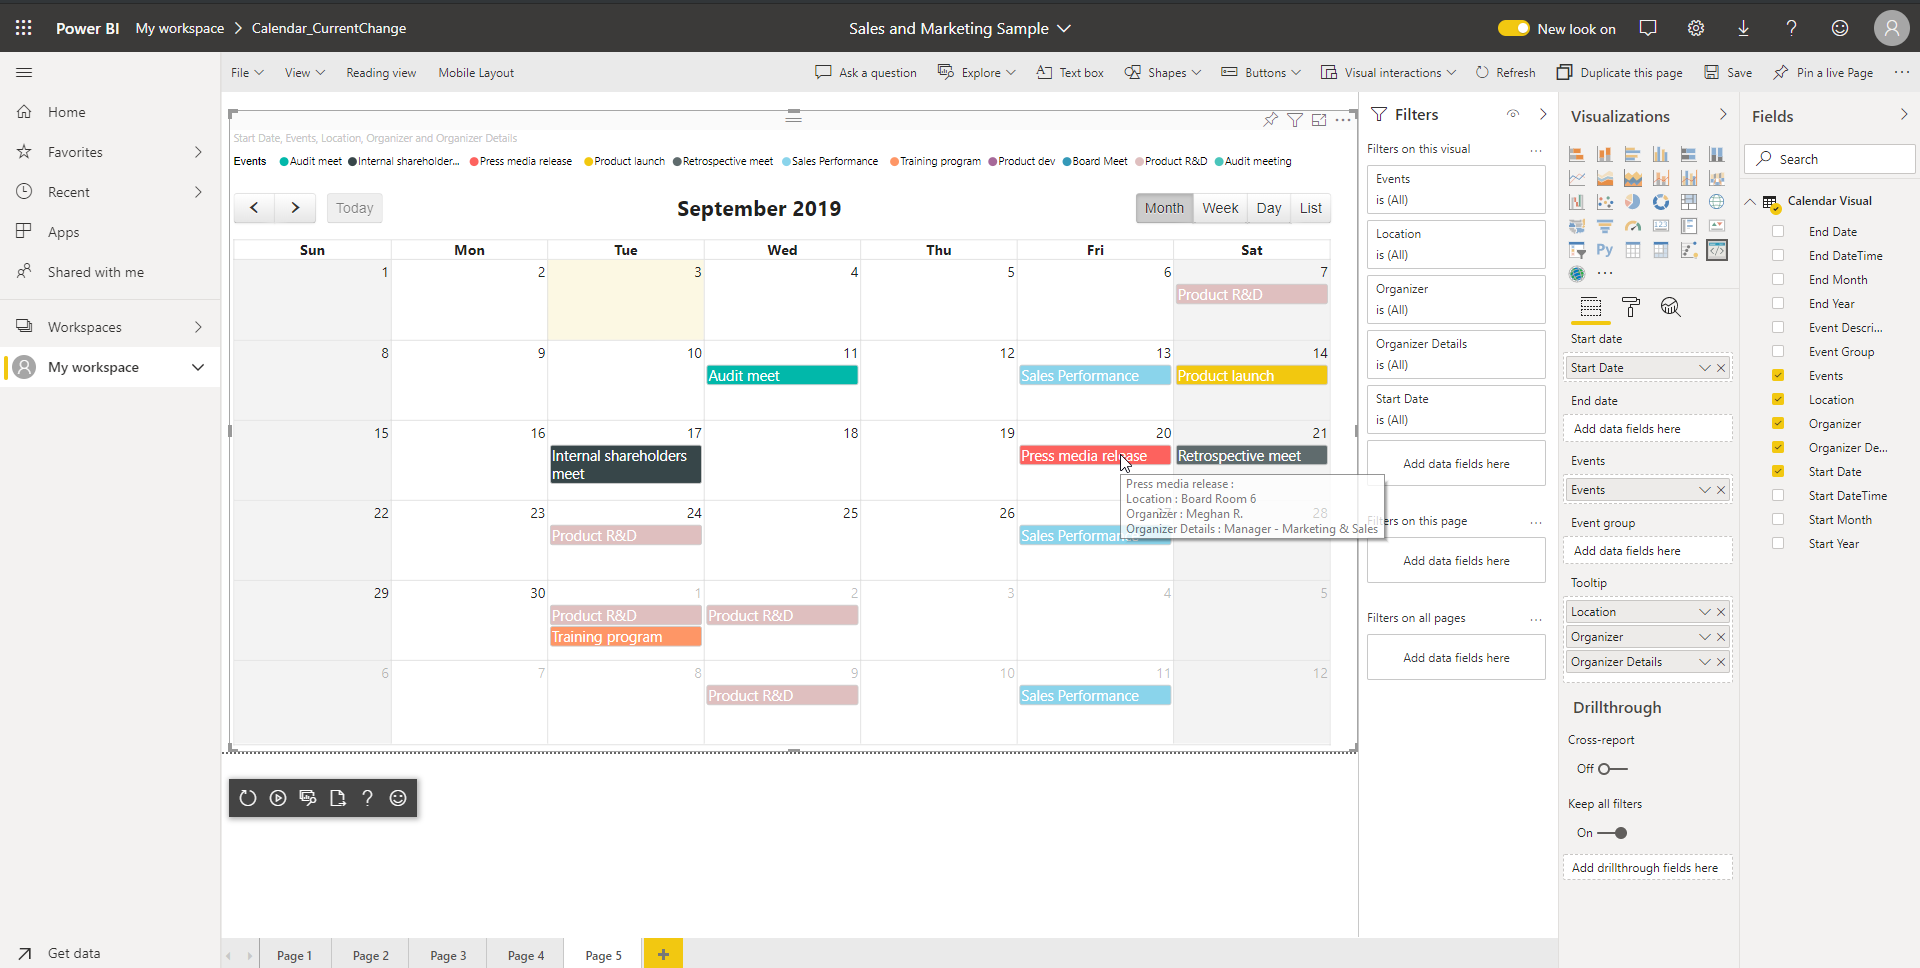 Power BI My workspace > Calendar_CurrentChange
Sales and Marketing Sample
New look on
File View Reading view Mobile Layout
Ask a question Explore Text box Shapes Buttons Visual interactions Refresh Duplicate this page Save Pin a live Page
Home
Favorites
Recent
Apps
Shared with me
Workspaces
My workspace
Get data
Start Date, Events, Location, Organizer and Organizer Details
Events Audit meet Internal shareholder... Press media release Product launch Retrospective meet Sales Performance Training program Product dev Board Meet Product R&D Audit meeting
Today
September 2019
Month Week Day List
Sun Mon Tue Wed Thu Fri Sat
1 2 3 4 5 6 7
Product R&D
8 9 10 11 12 13 14
Audit meet Sales Performance Product launch
15 16 17 18 19 20 21
Internal shareholders
meet
Press media release Retrospective meet
Press media release :
Location : Board Room 6
Organizer : Meghan R.
Organizer Details : Manager - Marketing & Sales
22 23 24 25 26 27 28
Product R&D Sales Performance
29 30 1 2 3 4 5
Product R&D Product R&D
Training program
6 7 8 9 10 11 12
Product R&D Sales Performance
Page 1 Page 2 Page 3 Page 4 Page 5 +
Filters
Filters on this visual ...
Events
is (All)
Location
is (All)
Organizer
is (All)
Organizer Details
is (All)
Start Date
is (All)
Add data fields here
Filters on this page ...
Add data fields here
Filters on all pages ...
Add data fields here
Visualizations
Py
Start date
Start Date
End date
Add data fields here
Events
Events
Event group
Add data fields here
Tooltip
Location
Organizer
Organizer Details
Drillthrough
Cross-report
Off
Keep all filters
On
Add drillthrough fields here
Fields
Search
Calendar Visual
End Date
End DateTime
End Month
End Year
Event Descri...
Event Group
Events
Location
Organizer
Organizer De...
Start Date
Start DateTime
Start Month
Start Year